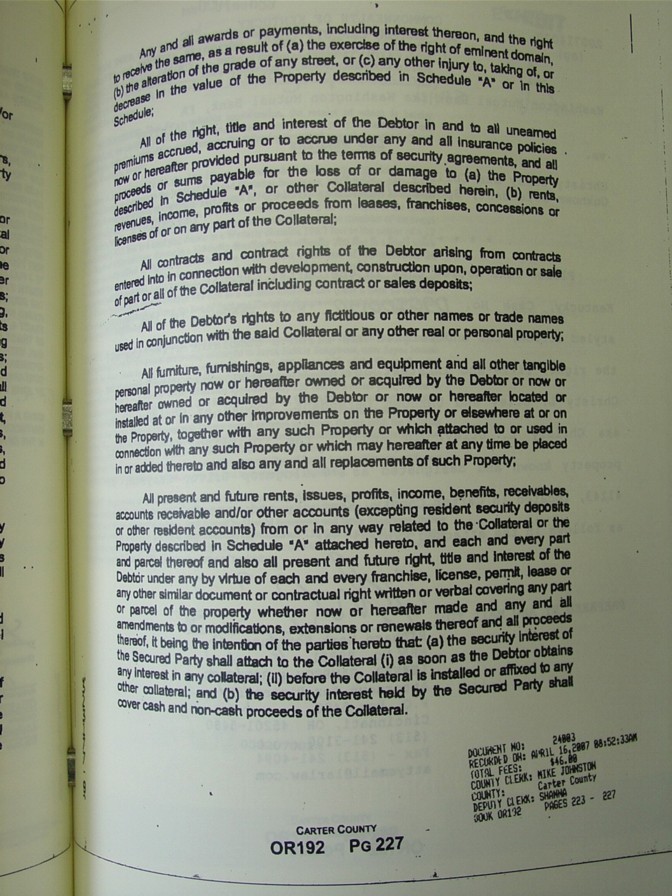 Any and all awards or payments, including interest thereon, and the right
to receive the same, as a result of (a) the exercise of the right of eminent domain,
(b) the alteration of the grade of any street, or (c) any other injury to, taking of, or
decrease in the value of the Property described in Schedule "A" or in this
Schedule;
All of the right, title and interest of the Debtor in and to all unearned
premiums accrued, accruing or to accrue under any and all insurance policies
now or hereafter provided pursuant to the terms of security agreements, and all
proceeds or sums payable for the loss of or damage to (a) the Property
described in Schedule "A", or other Collateral described herein, (b) rents,
revenues, income, profits or proceeds from leases, franchises, concessions or
licenses of or on any part of the Collateral;
All contracts and contract rights of the Debtor arising from contracts
entered into in connection with development, construction upon, operation or sale
of part or all of the Collateral including contract or sales deposits;
All of the Debtor's rights to any fictitious or other names or trade names
used in conjunction with the said Collateral or any other real or personal property;
All furniture, furnishings, appliances and equipment and all other tangible
personal property now or hereafter owned or acquired by the Debtor or now or
hereafter owned or acquired by the Debtor or now or hereafter located or
installed at or in any other improvements on the Property or elsewhere at or on
the Property, together with any such Property or which attached to or used in
connection with any such Property or which may hereafter at any time be placed
in or added thereto and also any and all replacements of such Property;
All present and future rents, issues, profits, income, benefits, receivables,
accounts receivable and/or other accounts (excepting resident security deposits
or other resident accounts) from or in any way related to the Collateral or the
Property described in Schedule "A" attached hereto, and each and every part
and parcel thereof and also all present and future right, title and interest of the
Debtor under any by virtue of each and every franchise, license, permit, lease or
any other similar document or contractual right written or verbal covering any part
or parcel of the property whether now or hereafter made and any and all
amendments to or modifications, extensions or renewals thereof and all proceeds
thereof, it being the intention of the parties hereto that: (a) the security interest of
the Secured Party shall attach to the Collateral (i) as soon as the Debtor obtains
any interest in any collateral; (ii) before the Collateral is installed or affixed to any
other collateral; and (b) the security interest held by the Secured Party shall
cover cash and non-cash proceeds of the Collateral.
DOCUMENT NO: 24003
RECORDED ON: APRIL 16,2007 08:52:33AM
TOTAL FEES: $46.00
COUNTY CLERK: MIKE JOHNSTON
COUNTY: Carter County
DEPUTY CLERK: SHANNA
BOOK OR192 PAGES 223 - 227
CARTER COUNTY
OR192 PG 227